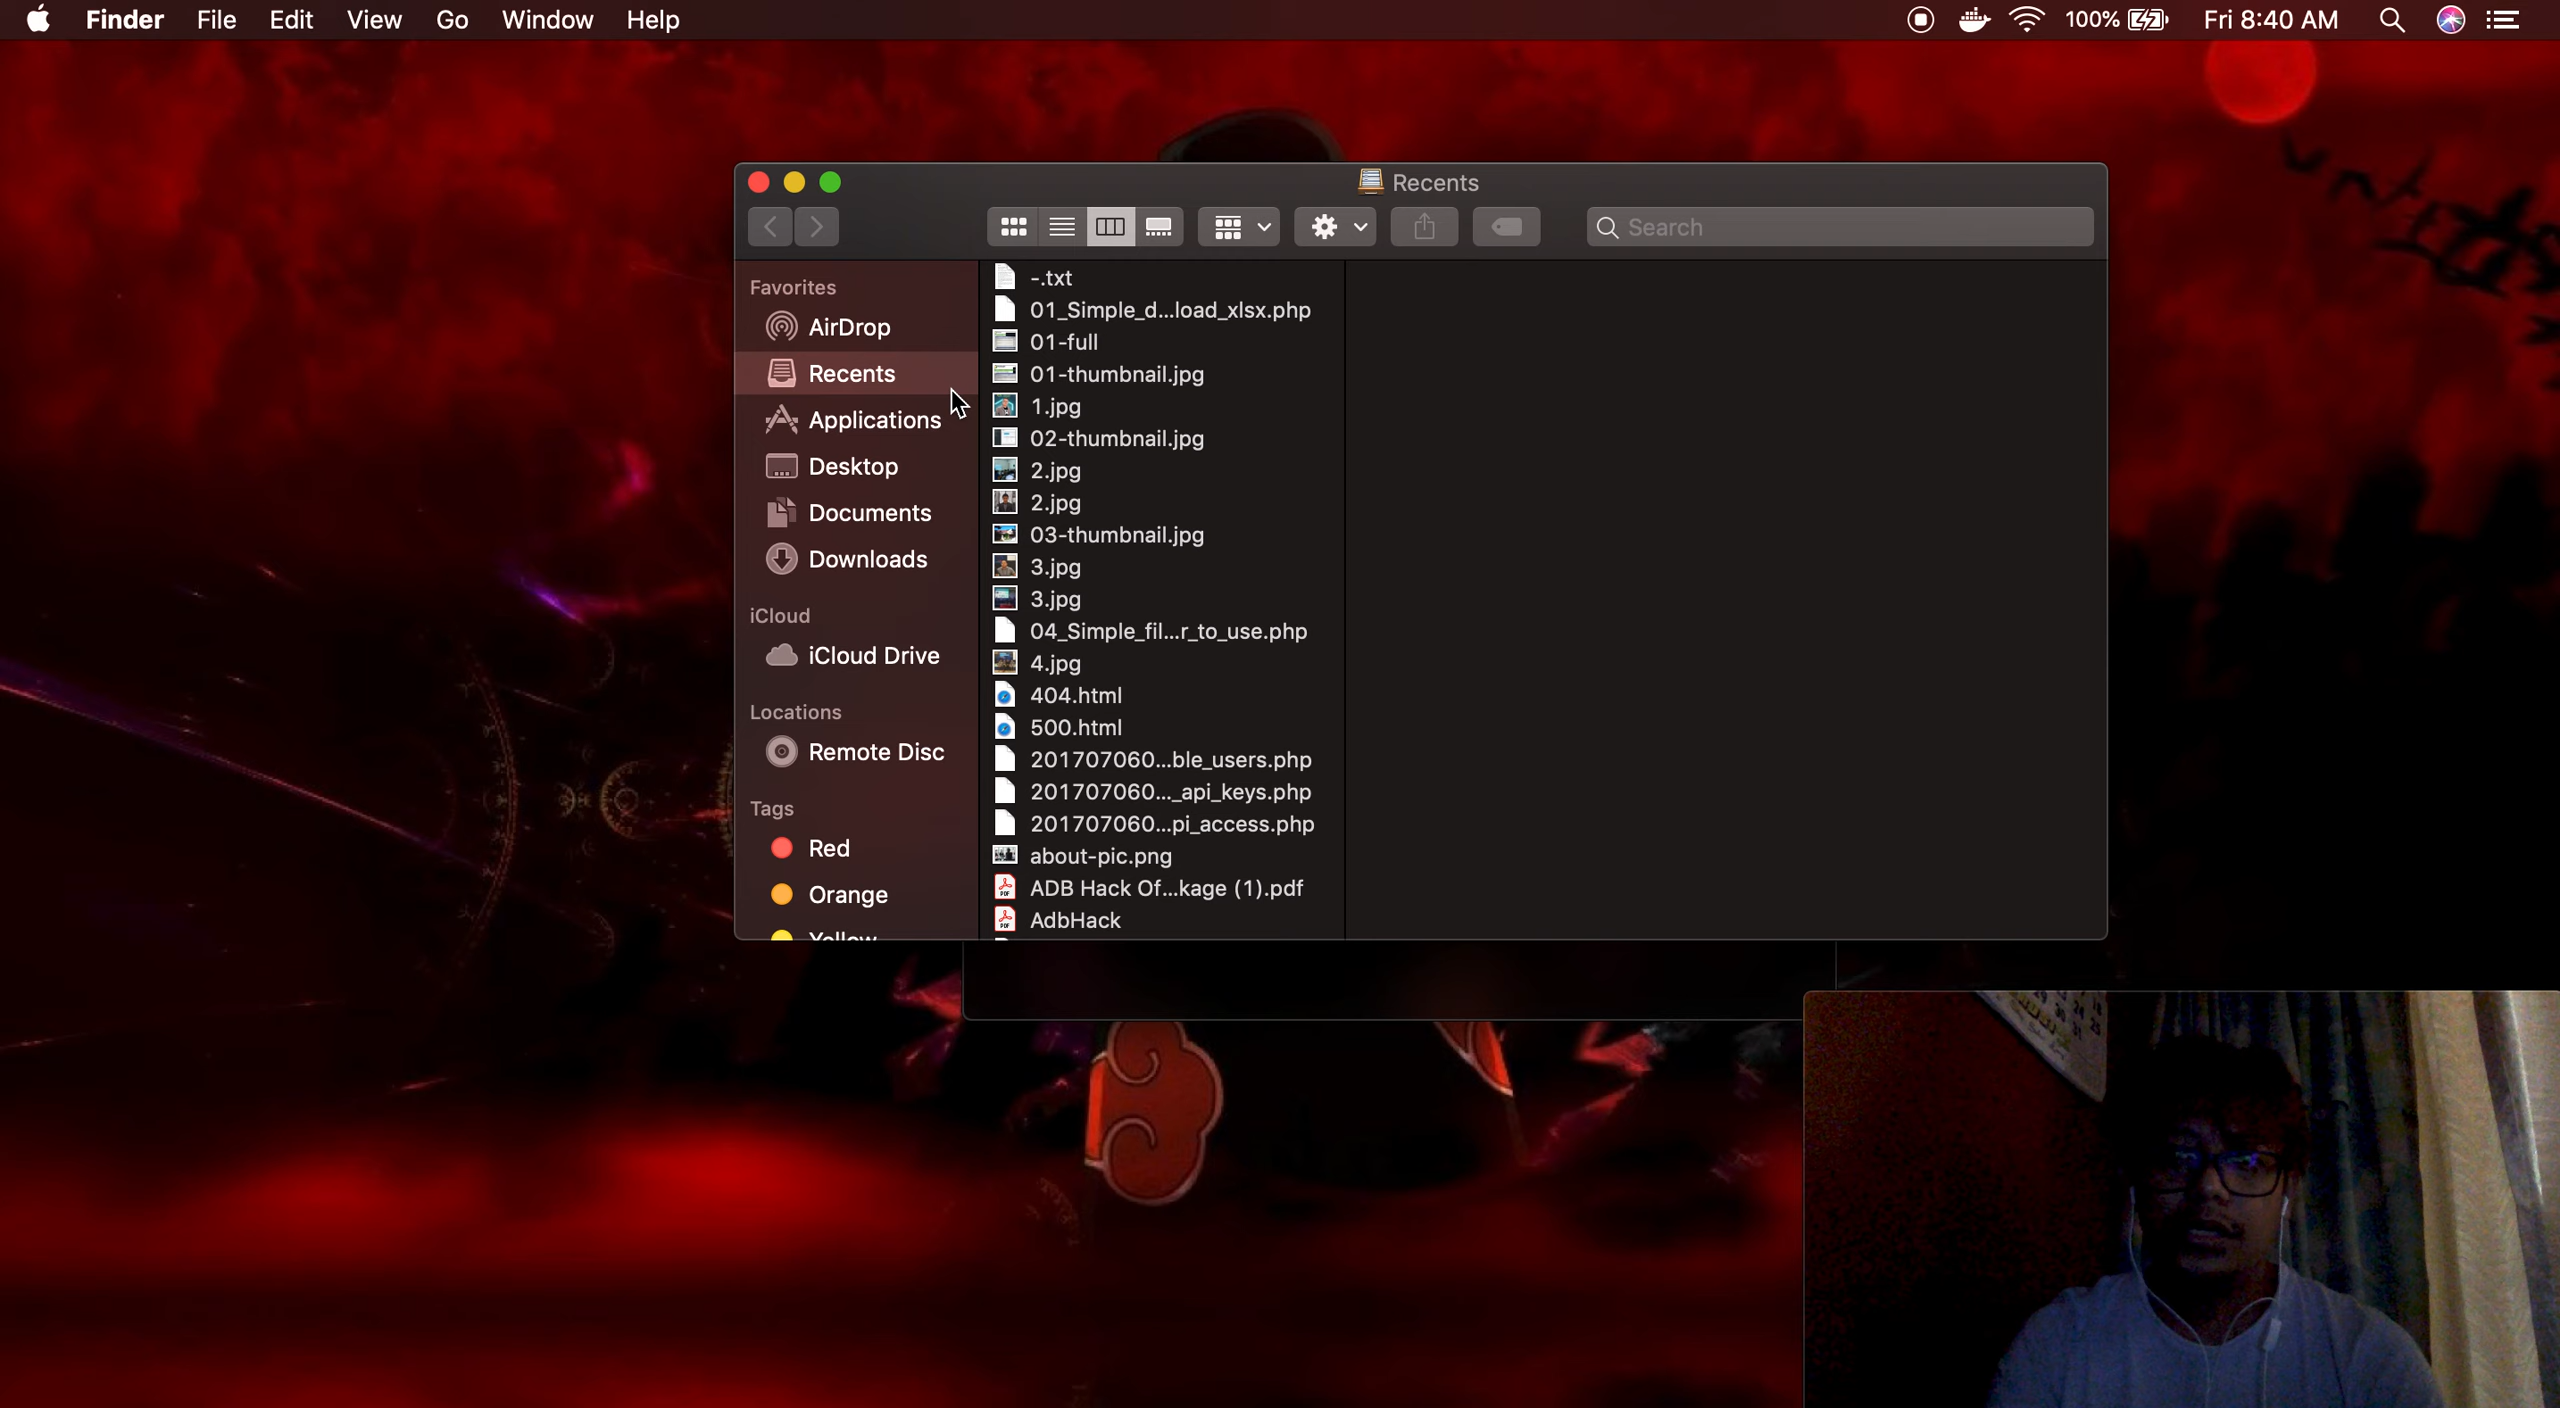 Finder File Edit View Go Window Help 100% Fri 8:40 AM
Recents
Search
Favorites
AirDrop
Recents
Applications
Desktop
Documents
Downloads
iCloud
iCloud Drive
Locations
Remote Disc
Tags
Red
Orange
Yellow
-.txt
01_Simple_d...load_xlsx.php
01-full
01-thumbnail.jpg
1.jpg
02-thumbnail.jpg
2.jpg
2.jpg
03-thumbnail.jpg
3.jpg
3.jpg
04_Simple_fil...r_to_use.php
4.jpg
404.html
500.html
201707060...ble_users.php
201707060..._api_keys.php
201707060...pi_access.php
about-pic.png
ADB Hack Of...kage (1).pdf
AdbHack